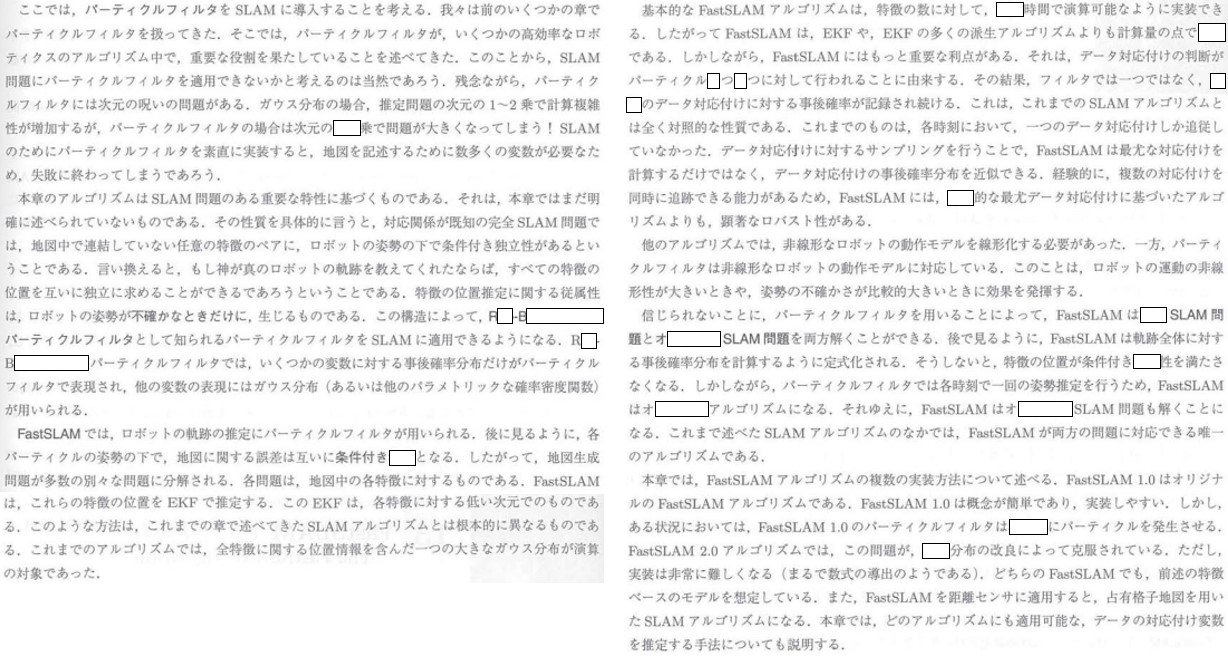 ここでは，パーティクルフィルタを SLAM に導入することを考える．我々は前のいくつかの章で
パーティクルフィルタを扱ってきた．そこでは，パーティクルフィルタが，いくつかの高効率なロボ
ティクスのアルゴリズム中で，重要な役割を果たしていることを述べてきた．このことから，SLAM
問題にパーティクルフィルタを適用できないかと考えるのは当然であろう．残念ながら，パーティク
ルフィルタには次元の呪いの問題がある．ガウス分布の場合，推定問題の次元の 1〜2 乗で計算複雑
性が増加するが，パーティクルフィルタの場合は次元の乗で問題が大きくなってしまう！ SLAM
のためにパーティクルフィルタを素直に実装すると，地図を記述するために数多くの変数が必要なた
め，失敗に終わってしまうであろう．
本章のアルゴリズムは SLAM 問題のある重要な特性に基づくものである．それは，本章ではまだ明
確に述べられていないものである．その性質を具体的に言うと，対応関係が既知の完全 SLAM 問題で
は，地図中で連結していない任意の特徴のペアに，ロボットの姿勢の下で条件付き独立性があるとい
うことである．言い換えると，もし神が真のロボットの軌跡を教えてくれたならば，すべての特徴の
位置を互いに独立に求めることができるであろうということである．特徴の位置推定に関する従属性
は，ロボットの姿勢が不確かなときだけに，生じるものである．この構造によって，R-B
パーティクルフィルタとして知られるパーティクルフィルタを SLAM に適用できるようになる．R-
Bパーティクルフィルタでは，いくつかの変数に対する事後確率分布だけがパーティクル
フィルタで表現され，他の変数の表現にはガウス分布（あるいは他のパラメトリックな確率密度関数）
が用いられる．
FastSLAM では，ロボットの軌跡の推定にパーティクルフィルタが用いられる．後に見るように，各
パーティクルの姿勢の下で，地図に関する誤差は互いに条件付きとなる．したがって，地図生成
問題が多数の別々な問題に分解される．各問題は，地図中の各特徴に対するものである．FastSLAM
は，これらの特徴の位置を EKF で推定する．この EKF は，各特徴に対する低い次元でのものであ
る．このような方法は，これまでの章で述べてきた SLAM アルゴリズムとは根本的に異なるものであ
る．これまでのアルゴリズムでは，全特徴に関する位置情報を含んだ一つの大きなガウス分布が演算
の対象であった．
基本的な FastSLAM アルゴリズムは，特徴の数に対して，時間で演算可能なように実装でき
る．したがって FastSLAM は，EKF や，EKF の多くの派生アルゴリズムよりも計算量の点で
である．しかしながら，FastSLAM にはもっと重要な利点がある．それは，データ対応付けの判断が
パーティクルつつに対して行われることに由来する．その結果，フィルタでは一つではなく，
のデータ対応付けに対する事後確率が記録され続ける．これは，これまでの SLAM アルゴリズムと
は全く対照的な性質である．これまでのものは，各時刻において，一つのデータ対応付けしか追従し
ていなかった．データ対応付けに対するサンプリングを行うことで，FastSLAM は最尤な対応付けを
計算するだけではなく，データ対応付けの事後確率分布を近似できる．経験的に，複数の対応付けを
同時に追跡できる能力があるため，FastSLAM には，的な最尤データ対応付けに基づいたアルゴ
リズムよりも，顕著なロバスト性がある．
他のアルゴリズムでは，非線形なロボットの動作モデルを線形化する必要があった．一方，パーティ
クルフィルタは非線形なロボットの動作モデルに対応している．このことは，ロボットの運動の非線
形性が大きいときや，姿勢の不確かさが比較的大きいときに効果を発揮する．
信じられないことに，パーティクルフィルタを用いることによって，FastSLAM は SLAM 問
題とオ SLAM 問題を両方解くことができる．後で見るように，FastSLAM は軌跡全体に対す
る事後確率分布を計算するように定式化される．そうしないと，特徴の位置が条件付き性を満たさ
なくなる．しかしながら，パーティクルフィルタでは各時刻で一回の姿勢推定を行うため，FastSLAM
はオアルゴリズムになる．それゆえに，FastSLAM はオSLAM 問題も解くことに
なる．これまで述べた SLAM アルゴリズムのなかでは，FastSLAM が両方の問題に対応できる唯一
のアルゴリズムである．
本章では，FastSLAM アルゴリズムの複数の実装方法について述べる．FastSLAM 1.0 はオリジナ
ルの FastSLAM アルゴリズムである．FastSLAM 1.0 は概念が簡単であり，実装しやすい．しかし，
ある状況においては，FastSLAM 1.0 のパーティクルフィルタはにパーティクルを発生させる．
FastSLAM 2.0 アルゴリズムでは，この問題が，分布の改良によって克服されている．ただし，
実装は非常に難しくなる（まるで数式の導出のようである）．どちらの FastSLAM でも，前述の特徴
ベースのモデルを想定している．また，FastSLAM を距離センサに適用すると，占有格子地図を用い
た SLAM アルゴリズムになる．本章では，どのアルゴリズムにも適用可能な，データの対応付け変数
を推定する手法についても説明する．